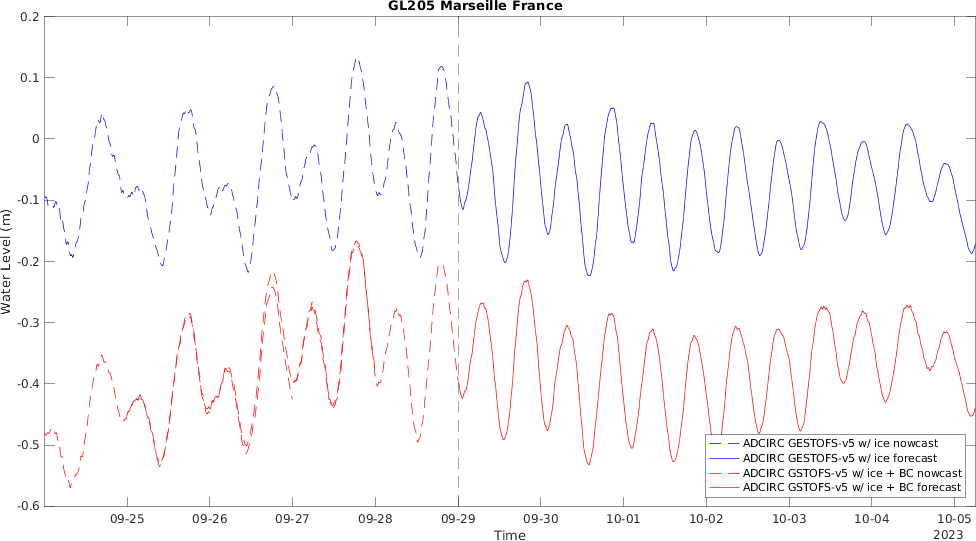 GL205 Marseille France
Water Level (m)
0.2
0.1
0
-0.1
-0.2
-0.3
-0.4
-0.5
-0.6
ADCIRC GESTOFS-v5 w/ ice nowcast
ADCIRC GESTOFS-v5 w/ ice forecast
ADCIRC GSTOFS-v5 w/ ice + BC nowcast
ADCIRC GSTOFS-v5 w/ ice + BC forecast
09-25 09-26 09-27 09-28 09-29 09-30 10-01 10-02 10-03 10-04 10-05
2023
Time